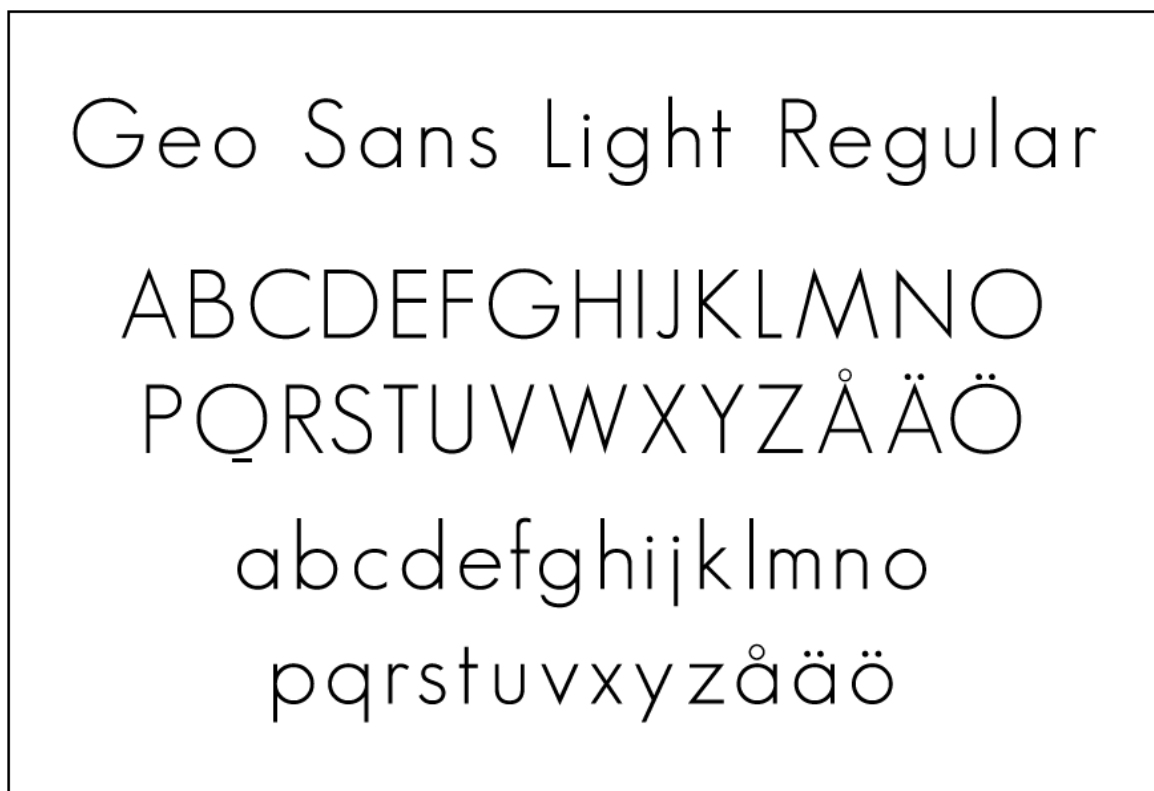 Geo Sans Light Regular
ABCDEFGHIJKLMNO
PQRSTUVWXYZÅÄÖ
abcdefghijklmno
pqrstuvxyzåäö